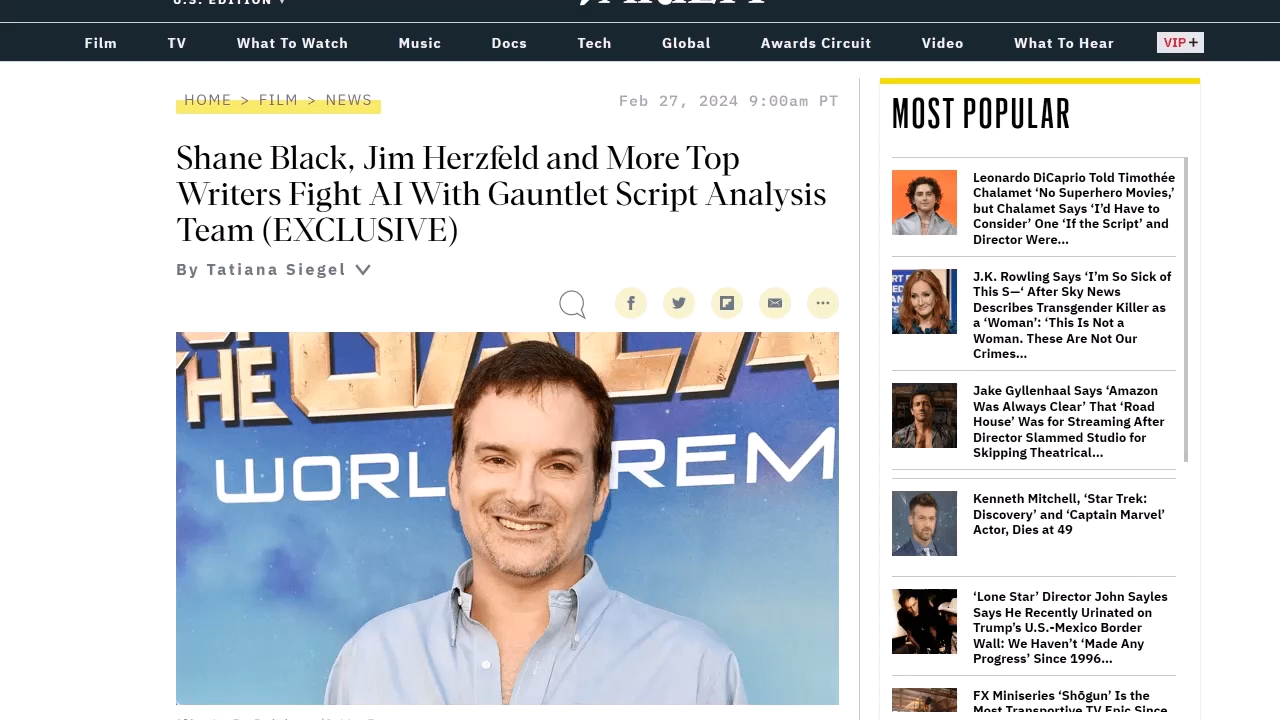 U.S. EDITION
VARIETY
Film TV What To Watch Music Docs Tech Global Awards Circuit Video What To Hear VIP+
HOME > FILM > NEWS
Feb 27, 2024 9:00am PT
Shane Black, Jim Herzfeld and More Top
Writers Fight AI With Gauntlet Script Analysis
Team (EXCLUSIVE)
By Tatiana Siegel
THE GALA
WORL REM
MOST POPULAR
Leonardo DiCaprio Told Timothée
Chalamet ‘No Superhero Movies,’
but Chalamet Says ‘I’d Have to
Consider’ One ‘If the Script’ and
Director Were...
J.K. Rowling Says ‘I’m So Sick of
This S—‘ After Sky News
Describes Transgender Killer as
a ‘Woman’: ‘This Is Not a
Woman. These Are Not Our
Crimes...
Jake Gyllenhaal Says ‘Amazon
Was Always Clear’ That ‘Road
House’ Was for Streaming After
Director Slammed Studio for
Skipping Theatrical...
Kenneth Mitchell, ‘Star Trek:
Discovery’ and ‘Captain Marvel’
Actor, Dies at 49
‘Lone Star’ Director John Sayles
Says He Recently Urinated on
Trump’s U.S.-Mexico Border
Wall: We Haven’t ‘Made Any
Progress’ Since 1996...
FX Miniseries ‘Shōgun’ Is the
Most Transportive TV Epic Since